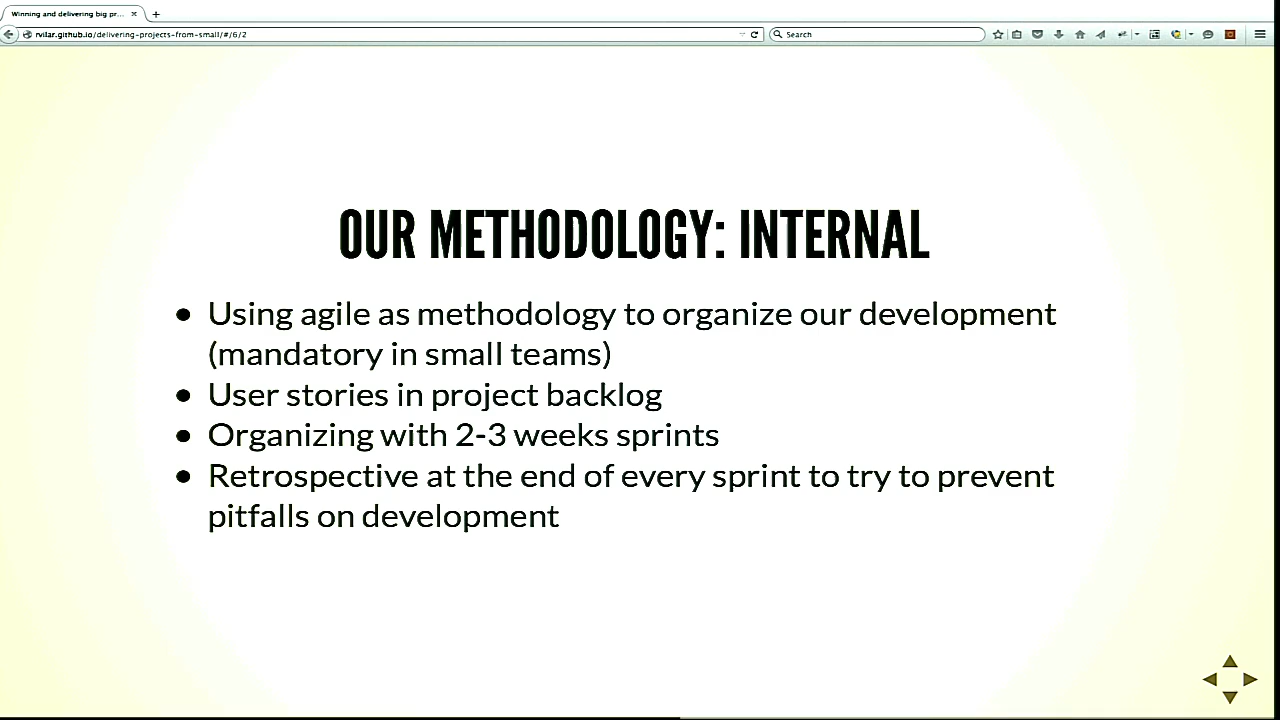 Winning and delivering big pr...
rvilar.github.io/delivering-projects-from-small/#/6/2
Search
OUR METHODOLOGY: INTERNAL
Using agile as methodology to organize our development
(mandatory in small teams)
User stories in project backlog
Organizing with 2-3 weeks sprints
Retrospective at the end of every sprint to try to prevent
pitfalls on development